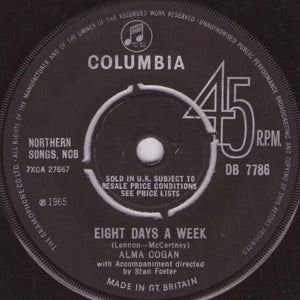 ALL RIGHTS OF THE MANUFACTURER AND OF THE OWNER OF THE RECORDED WORK RESERVED
UNAUTHORISED PUBLIC PERFORMANCE BROADCASTING AND COPYING OF THIS RECORD PROHIBITED
THE GRAMOPHONE CO. LTD.
COLUMBIA
45
R.P.M.
NORTHERN
SONGS, NCB
7XCA 27667
DB 7786
SOLD IN U.K. SUBJECT TO
RESALE PRICE CONDITIONS
SEE PRICE LISTS
℗1965
EIGHT DAYS A WEEK
(Lennon—McCartney)
ALMA COGAN
with Accompaniment directed
by Stan Foster
MADE IN GT. BRITAIN